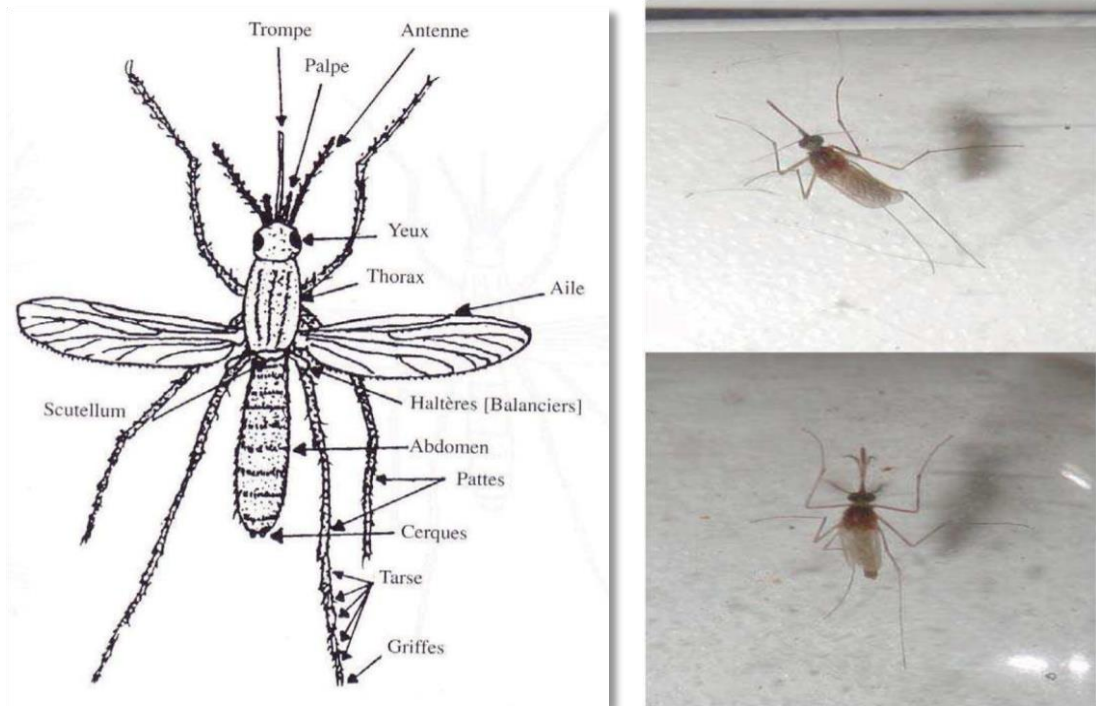 Trompe
Antenne
Palpe
Yeux
Thorax
Aile
Scutellum
Haltères [Balanciers]
Abdomen
Pattes
Cerques
Tarse
Griffes